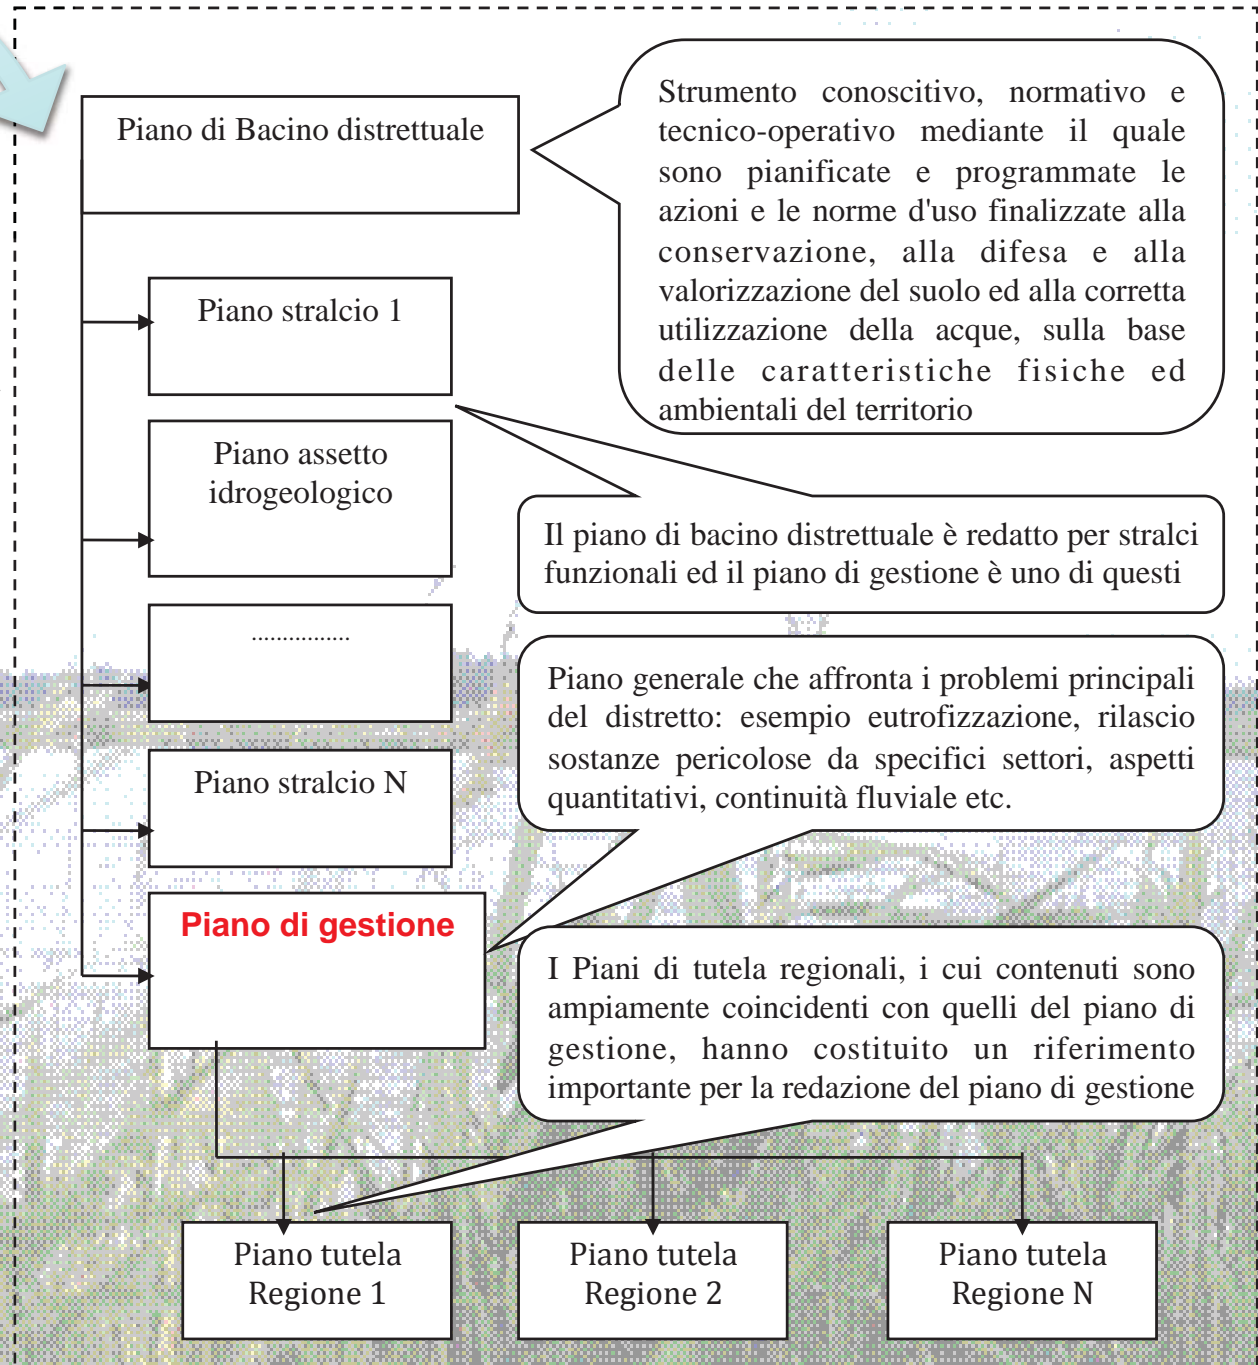 Piano di Bacino distrettuale
Strumento conoscitivo, normativo e
tecnico-operativo mediante il quale
sono pianificate e programmate le
azioni e le norme d'uso finalizzate alla
conservazione, alla difesa e alla
valorizzazione del suolo ed alla corretta
utilizzazione della acque, sulla base
delle caratteristiche fisiche ed
ambientali del territorio
Piano stralcio 1
Piano assetto
idrogeologico
Il piano di bacino distrettuale è redatto per stralci
funzionali ed il piano di gestione è uno di questi
................
Piano generale che affronta i problemi principali
del distretto: esempio eutrofizzazione, rilascio
sostanze pericolose da specifici settori, aspetti
quantitativi, continuità fluviale etc.
Piano stralcio N
Piano di gestione
I Piani di tutela regionali, i cui contenuti sono
ampiamente coincidenti con quelli del piano di
gestione, hanno costituito un riferimento
importante per la redazione del piano di gestione
Piano tutela
Regione 1
Piano tutela
Regione 2
Piano tutela
Regione N